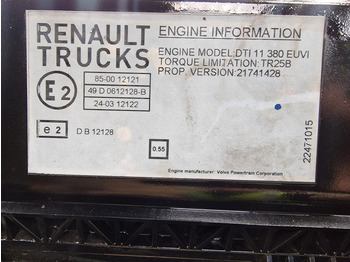 RENAULT
TRUCKS
ENGINE INFORMATION
ENGINE MODEL:DTI 11 380 EUVI
TORQUE LIMITATION: TR25B
PROP. VERSION:21741428
E2
85-00 12121
49 D 0612128-B
24-03 12122
e 2
D B 12128
0.55
22471015
Engine manufacturer: Volvo Powertrain Corporation